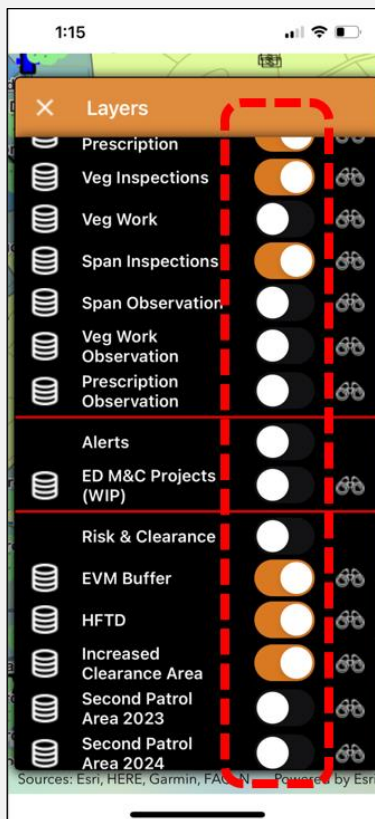 1:15
Layers
Prescription
Veg Inspections
Veg Work
Span Inspections
Span Observation
Veg Work
Observation
Prescription
Observation
Alerts
ED M&C Projects
(WIP)
Risk & Clearance
EVM Buffer
HFTD
Increased
Clearance Area
Second Patrol
Area 2023
Second Patrol
Area 2024
Sources: Esri, HERE, Garmin, Powered by Esri